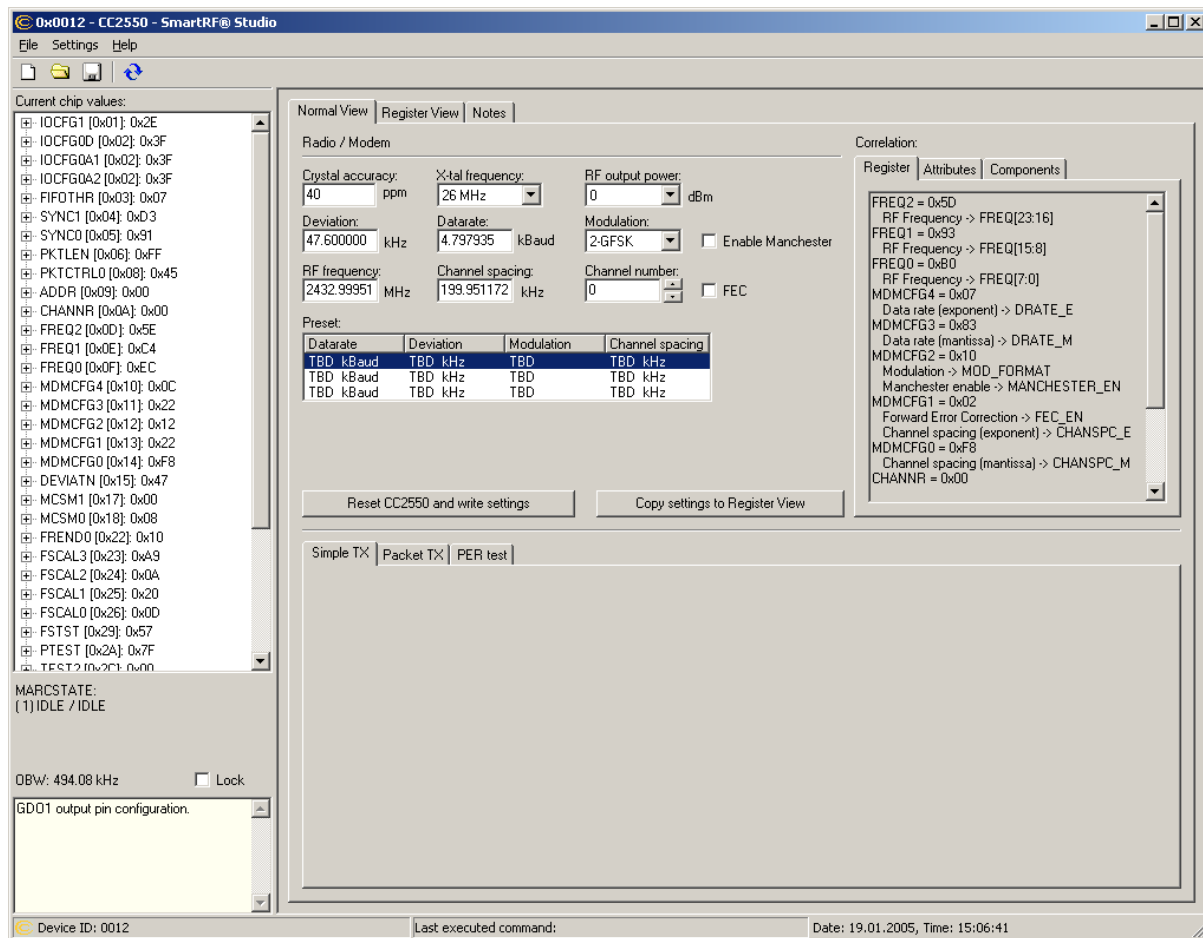 0x0012 - CC2550 - SmartRF® Studio
File Settings Help
Current chip values:
IOCFG1 [0x01]: 0x2E
IOCFG0D [0x02]: 0x3F
IOCFG0A1 [0x02]: 0x3F
IOCFG0A2 [0x02]: 0x3F
FIFOTHR [0x03]: 0x07
SYNC1 [0x04]: 0xD3
SYNC0 [0x05]: 0x91
PKTLEN [0x06]: 0xFF
PKTCTRL0 [0x08]: 0x45
ADDR [0x09]: 0x00
CHANNR [0x0A]: 0x00
FREQ2 [0x0D]: 0x5E
FREQ1 [0x0E]: 0xC4
FREQ0 [0x0F]: 0xEC
MDMCFG4 [0x10]: 0x0C
MDMCFG3 [0x11]: 0x22
MDMCFG2 [0x12]: 0x12
MDMCFG1 [0x13]: 0x22
MDMCFG0 [0x14]: 0xF8
DEVIATN [0x15]: 0x47
MCSM1 [0x17]: 0x00
MCSM0 [0x18]: 0x08
FREND0 [0x22]: 0x10
FSCAL3 [0x23]: 0xA9
FSCAL2 [0x24]: 0x0A
FSCAL1 [0x25]: 0x20
FSCAL0 [0x26]: 0x0D
FSTST [0x29]: 0x57
PTEST [0x2A]: 0x7F
TEST2 [0x2C]: 0x00
MARCSTATE:
(1) IDLE / IDLE
OBW: 494.08 kHz Lock
GDO1 output pin configuration.
Normal View Register View Notes
Radio / Modem
Crystal accuracy: X-tal frequency: RF output power:
40 ppm 26 MHz 0 dBm
Deviation: Datarate: Modulation:
47.600000 kHz 4.797935 kBaud 2-GFSK Enable Manchester
RF frequency: Channel spacing: Channel number:
2432.99951 MHz 199.951172 kHz 0 FEC
Preset:
Datarate Deviation Modulation Channel spacing
TBD kBaud TBD kHz TBD TBD kHz
TBD kBaud TBD kHz TBD TBD kHz
TBD kBaud TBD kHz TBD TBD kHz
Reset CC2550 and write settings Copy settings to Register View
Correlation:
Register Attributes Components
FREQ2 = 0x5D
RF Frequency -> FREQ[23:16]
FREQ1 = 0x93
RF Frequency -> FREQ[15:8]
FREQ0 = 0xB0
RF Frequency -> FREQ[7:0]
MDMCFG4 = 0x07
Data rate (exponent) -> DRATE_E
MDMCFG3 = 0x83
Data rate (mantissa) -> DRATE_M
MDMCFG2 = 0x10
Modulation -> MOD_FORMAT
Manchester enable -> MANCHESTER_EN
MDMCFG1 = 0x02
Forward Error Correction -> FEC_EN
Channel spacing (exponent) -> CHANSPC_E
MDMCFG0 = 0xF8
Channel spacing (mantissa) -> CHANSPC_M
CHANNR = 0x00
Simple TX Packet TX PER test
Device ID: 0012 Last executed command: Date: 19.01.2005, Time: 15:06:41